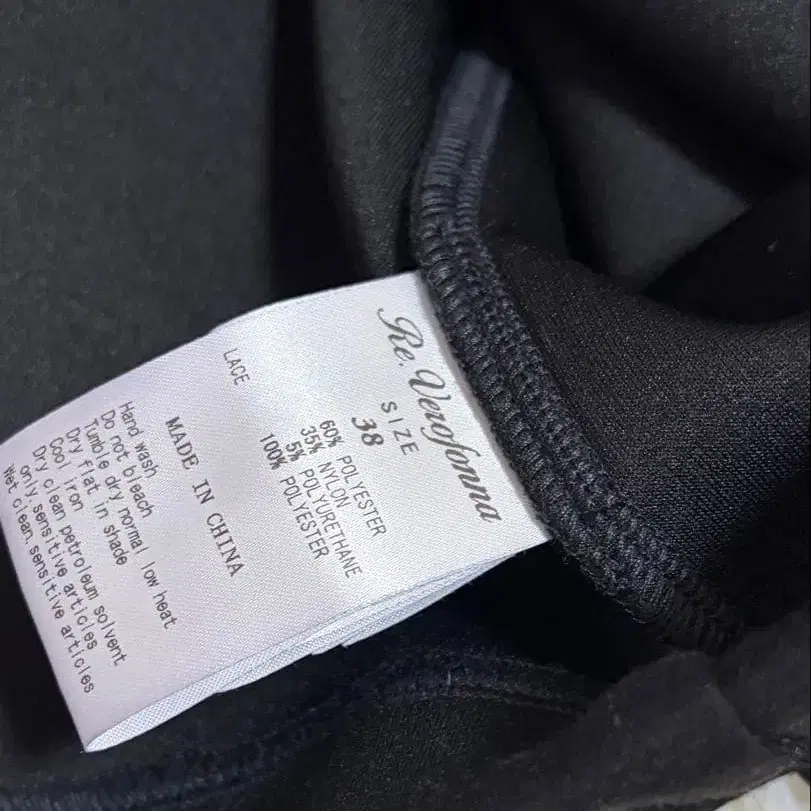 Re. Verofonna
SIZE
38
60% POLYESTER
35% NYLON
5% POLYURETHANE
LACE 100% POLYESTER
MADE IN CHINA
Hand wash
Do not bleach
Tumble dry normal low heat
Dry flat in shade
Cool iron
Dry clean petroleum solvent
only sensitive articles
Wet clean.sensitive articles